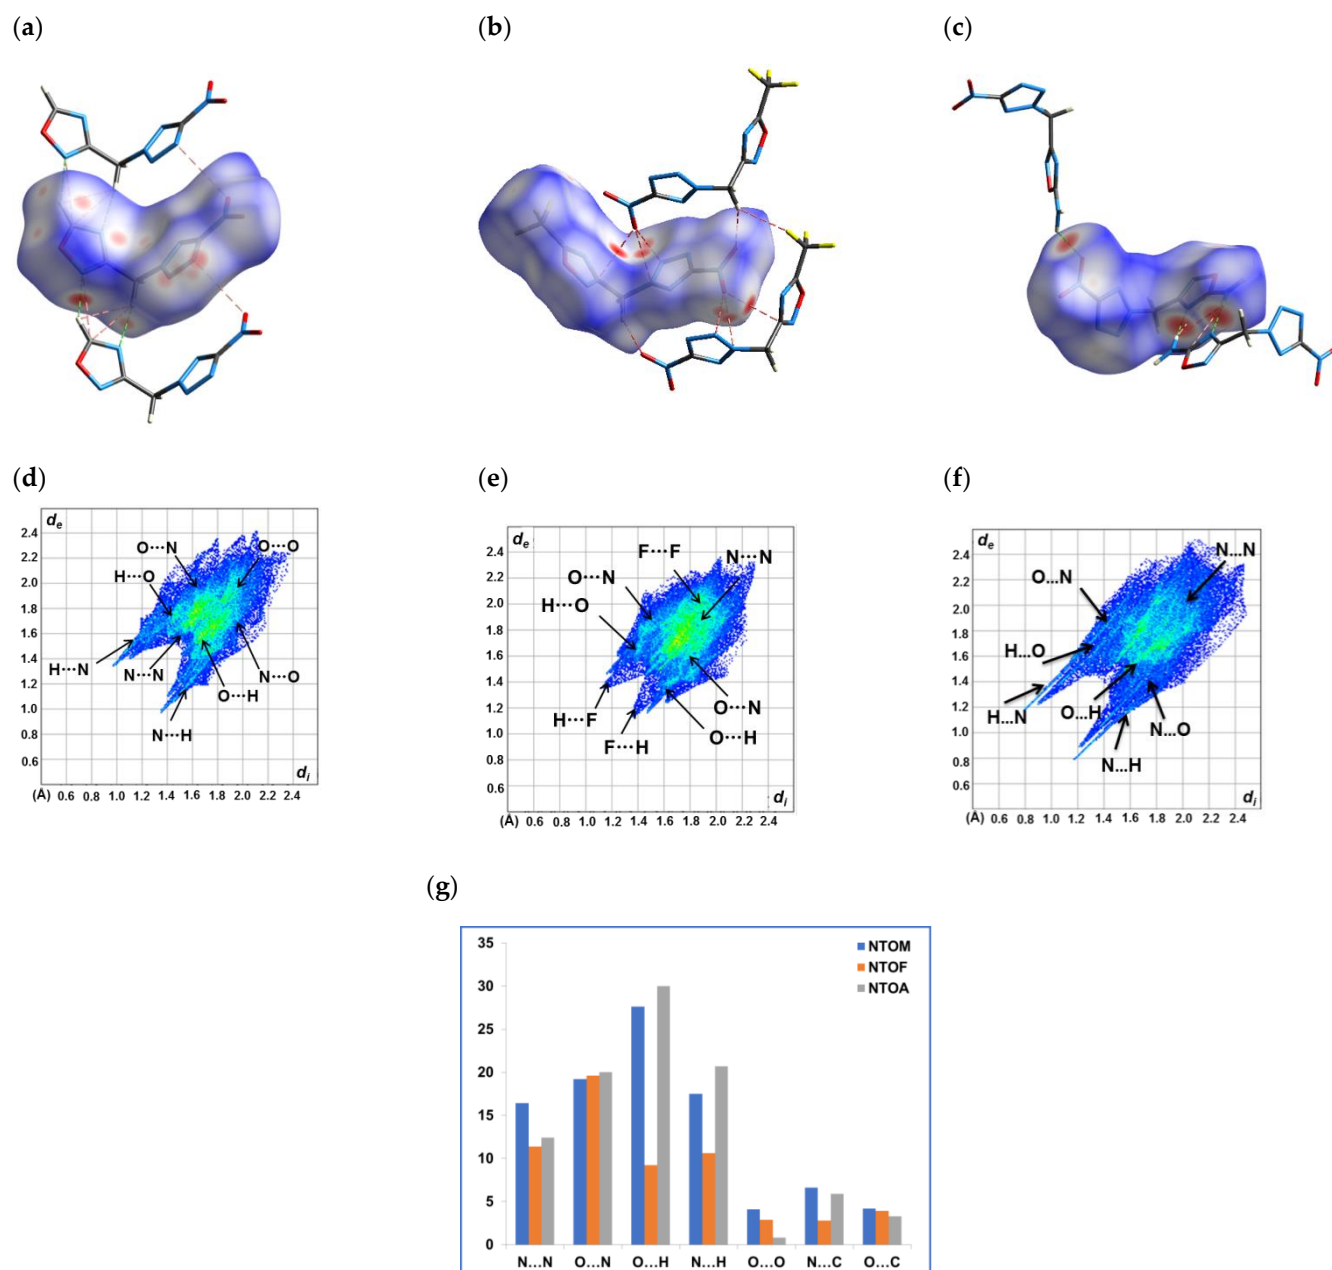 (a)
(b)
(c)
(d)
(e)
(f)
de
2.4
2.2
2.0
1.8
1.6
1.4
1.2
1.0
0.8
0.6
O···N
O···O
H···O
H···N
N···N
N···O
O···H
N···H
di
(Å) 0.6 0.8 1.0 1.2 1.4 1.6 1.8 2.0 2.2 2.4
de
2.4
2.2
2.0
1.8
1.6
1.4
1.2
1.0
0.8
0.6
F···F
N···N
O···N
H···O
H···F
F···H
O···N
O···H
di
(Å) 0.6 0.8 1.0 1.2 1.4 1.6 1.8 2.0 2.2 2.4
de
2.4
2.2
2.0
1.8
1.6
1.4
1.2
1.0
0.8
0.6
N...N
O...N
H...O
H...N
O...H
N...O
N...H
di
(Å) 0.6 0.8 1.0 1.2 1.4 1.6 1.8 2.0 2.2 2.4
(g)
35
30
25
20
15
10
5
0
NTOM
NTOF
NTOA
N...N O...N O...H N...H O...O N...C O...C